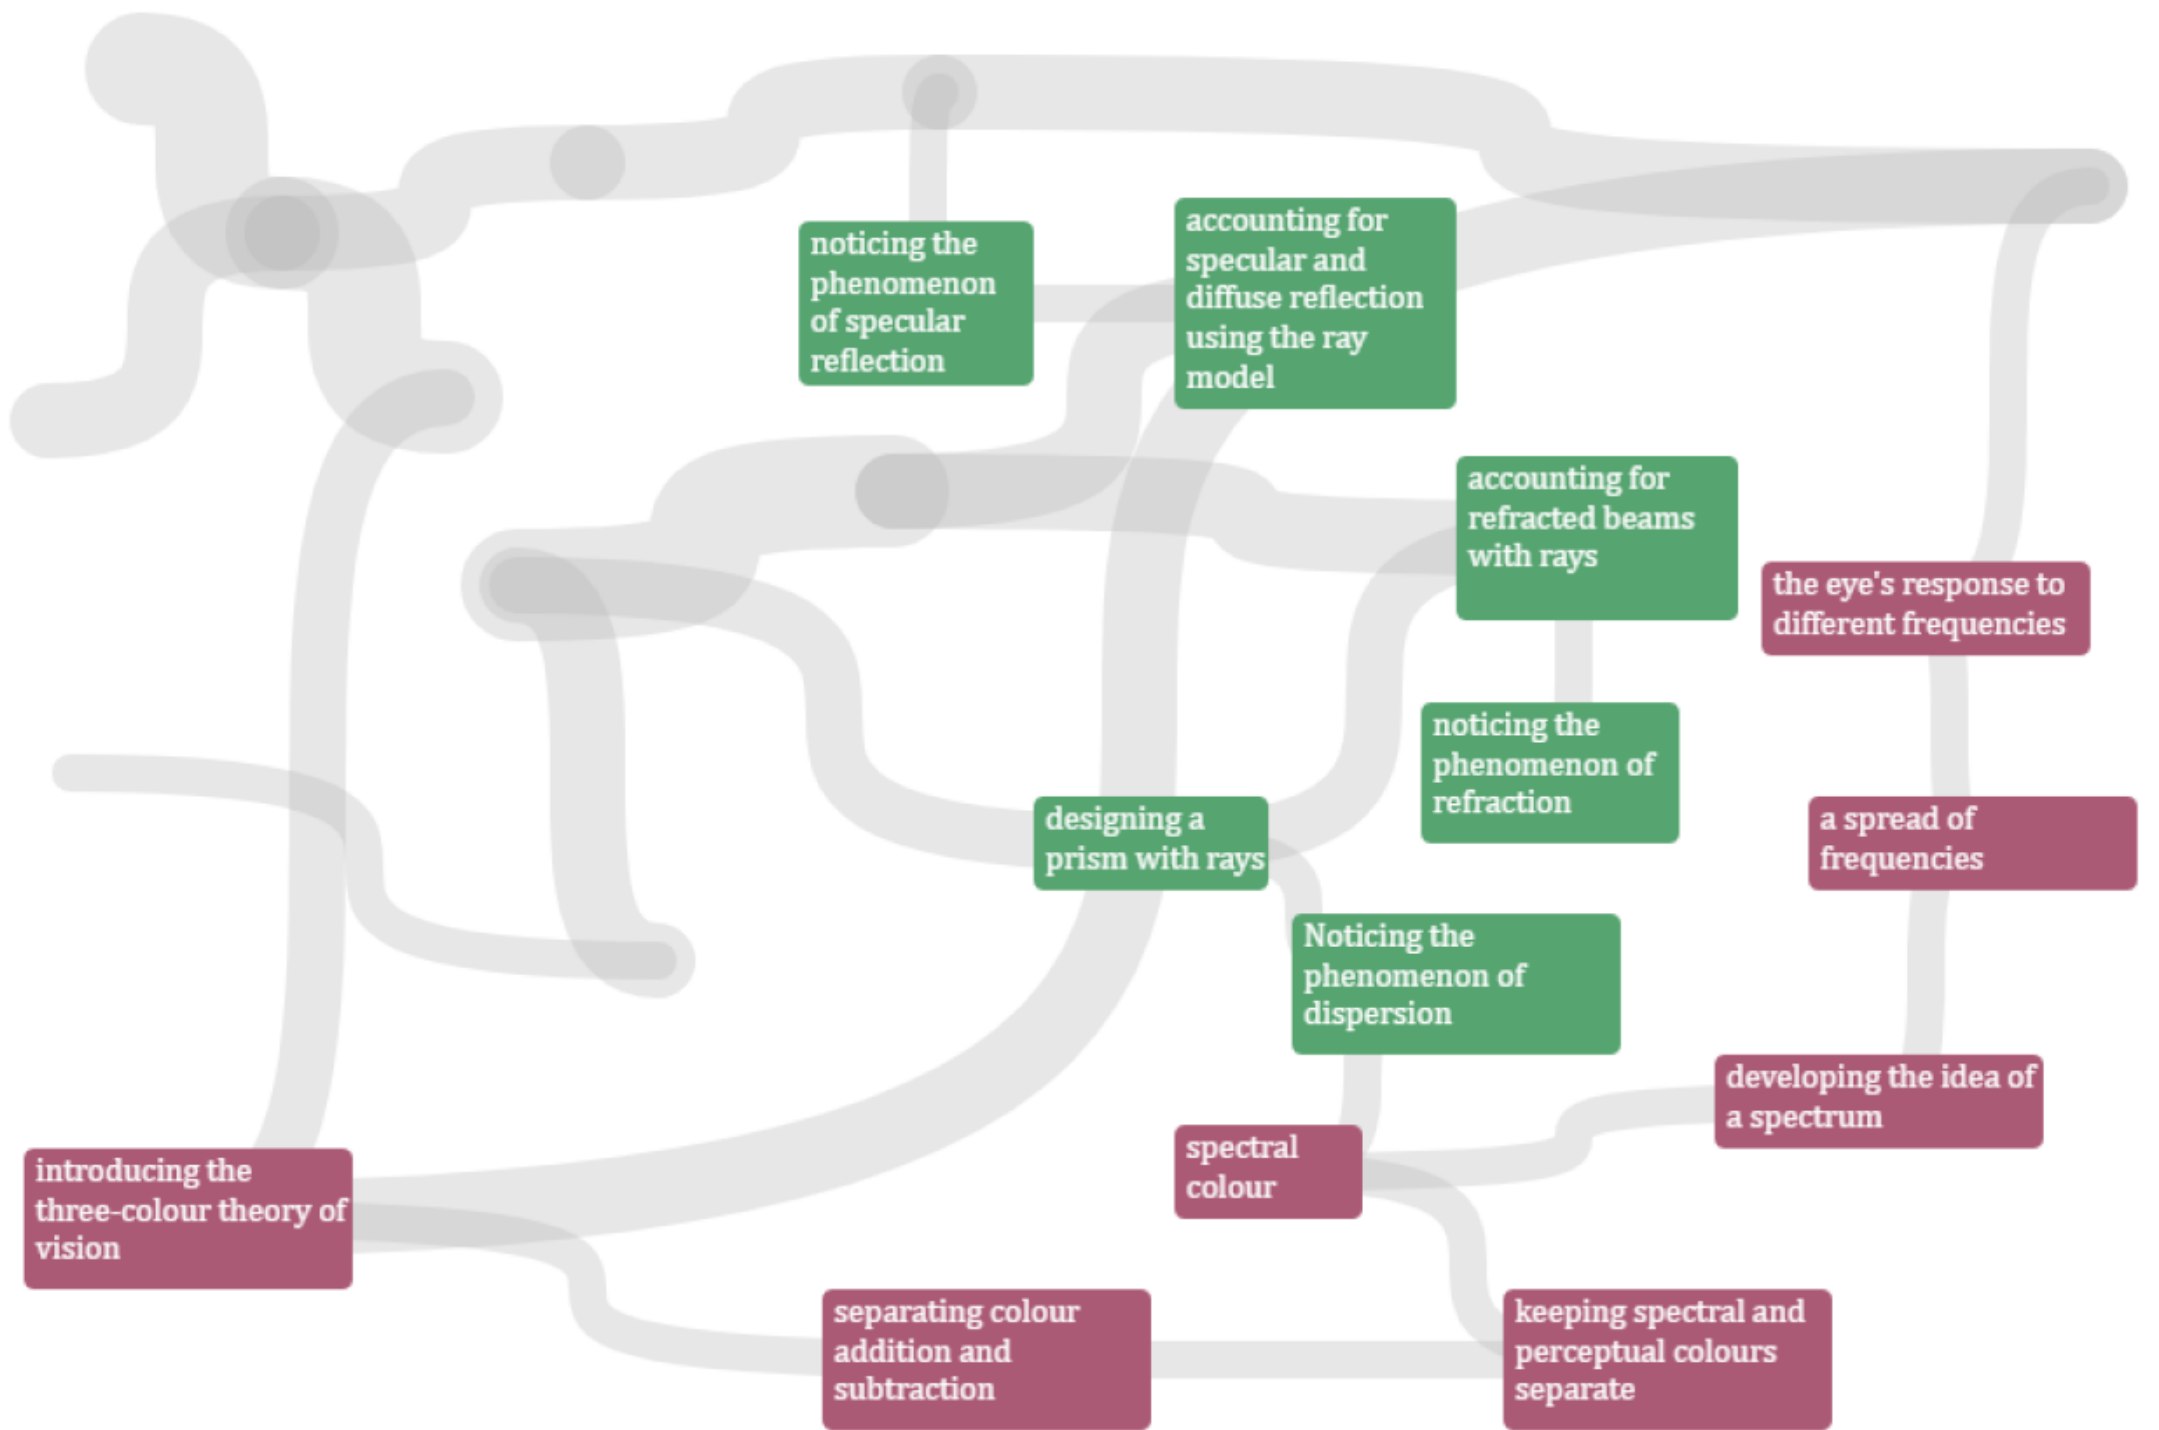 noticing the
phenomenon
of specular
reflection
accounting for
specular and
diffuse reflection
using the ray
model
accounting for
refracted beams
with rays
the eye's response to
different frequencies
noticing the
phenomenon of
refraction
designing a
prism with rays
a spread of
frequencies
Noticing the
phenomenon of
dispersion
developing the idea of
a spectrum
spectral
colour
introducing the
three-colour theory of
vision
separating colour
addition and
subtraction
keeping spectral and
perceptual colours
separate